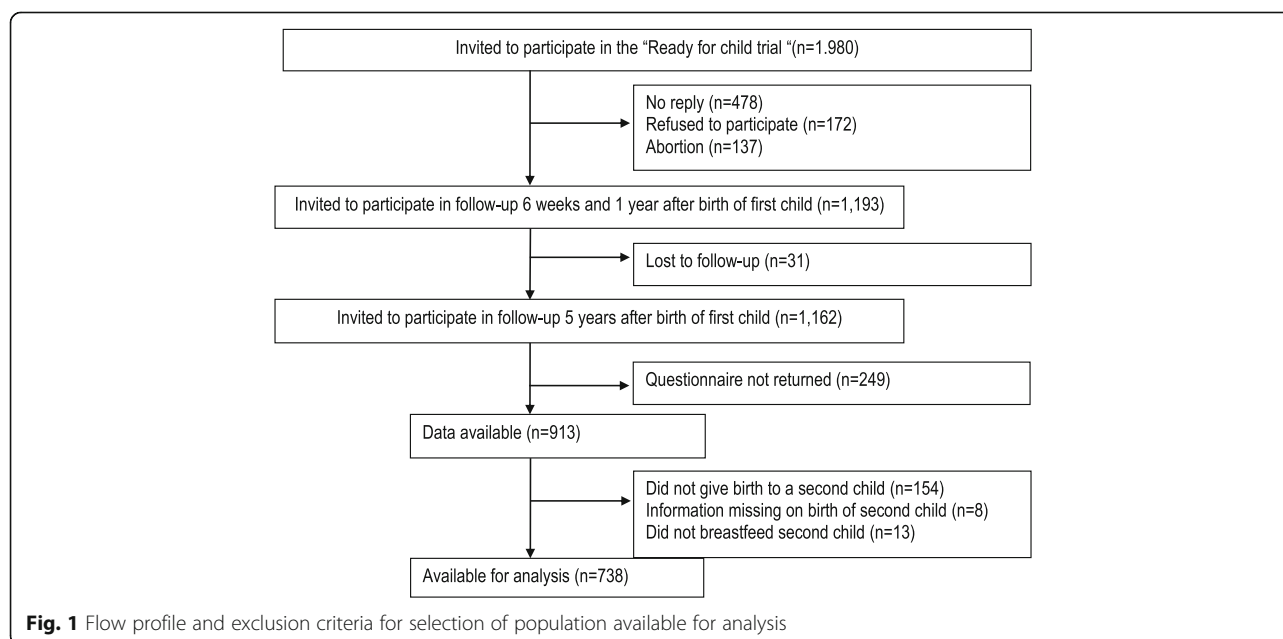 Invited to participate in the “Ready for child trial “(n=1.980)
No reply (n=478)
Refused to participate (n=172)
Abortion (n=137)
Invited to participate in follow-up 6 weeks and 1 year after birth of first child (n=1,193)
Lost to follow-up (n=31)
Invited to participate in follow-up 5 years after birth of first child (n=1,162)
Questionnaire not returned (n=249)
Data available (n=913)
Did not give birth to a second child (n=154)
Information missing on birth of second child (n=8)
Did not breastfeed second child (n=13)
Available for analysis (n=738)
Fig. 1 Flow profile and exclusion criteria for selection of population available for analysis